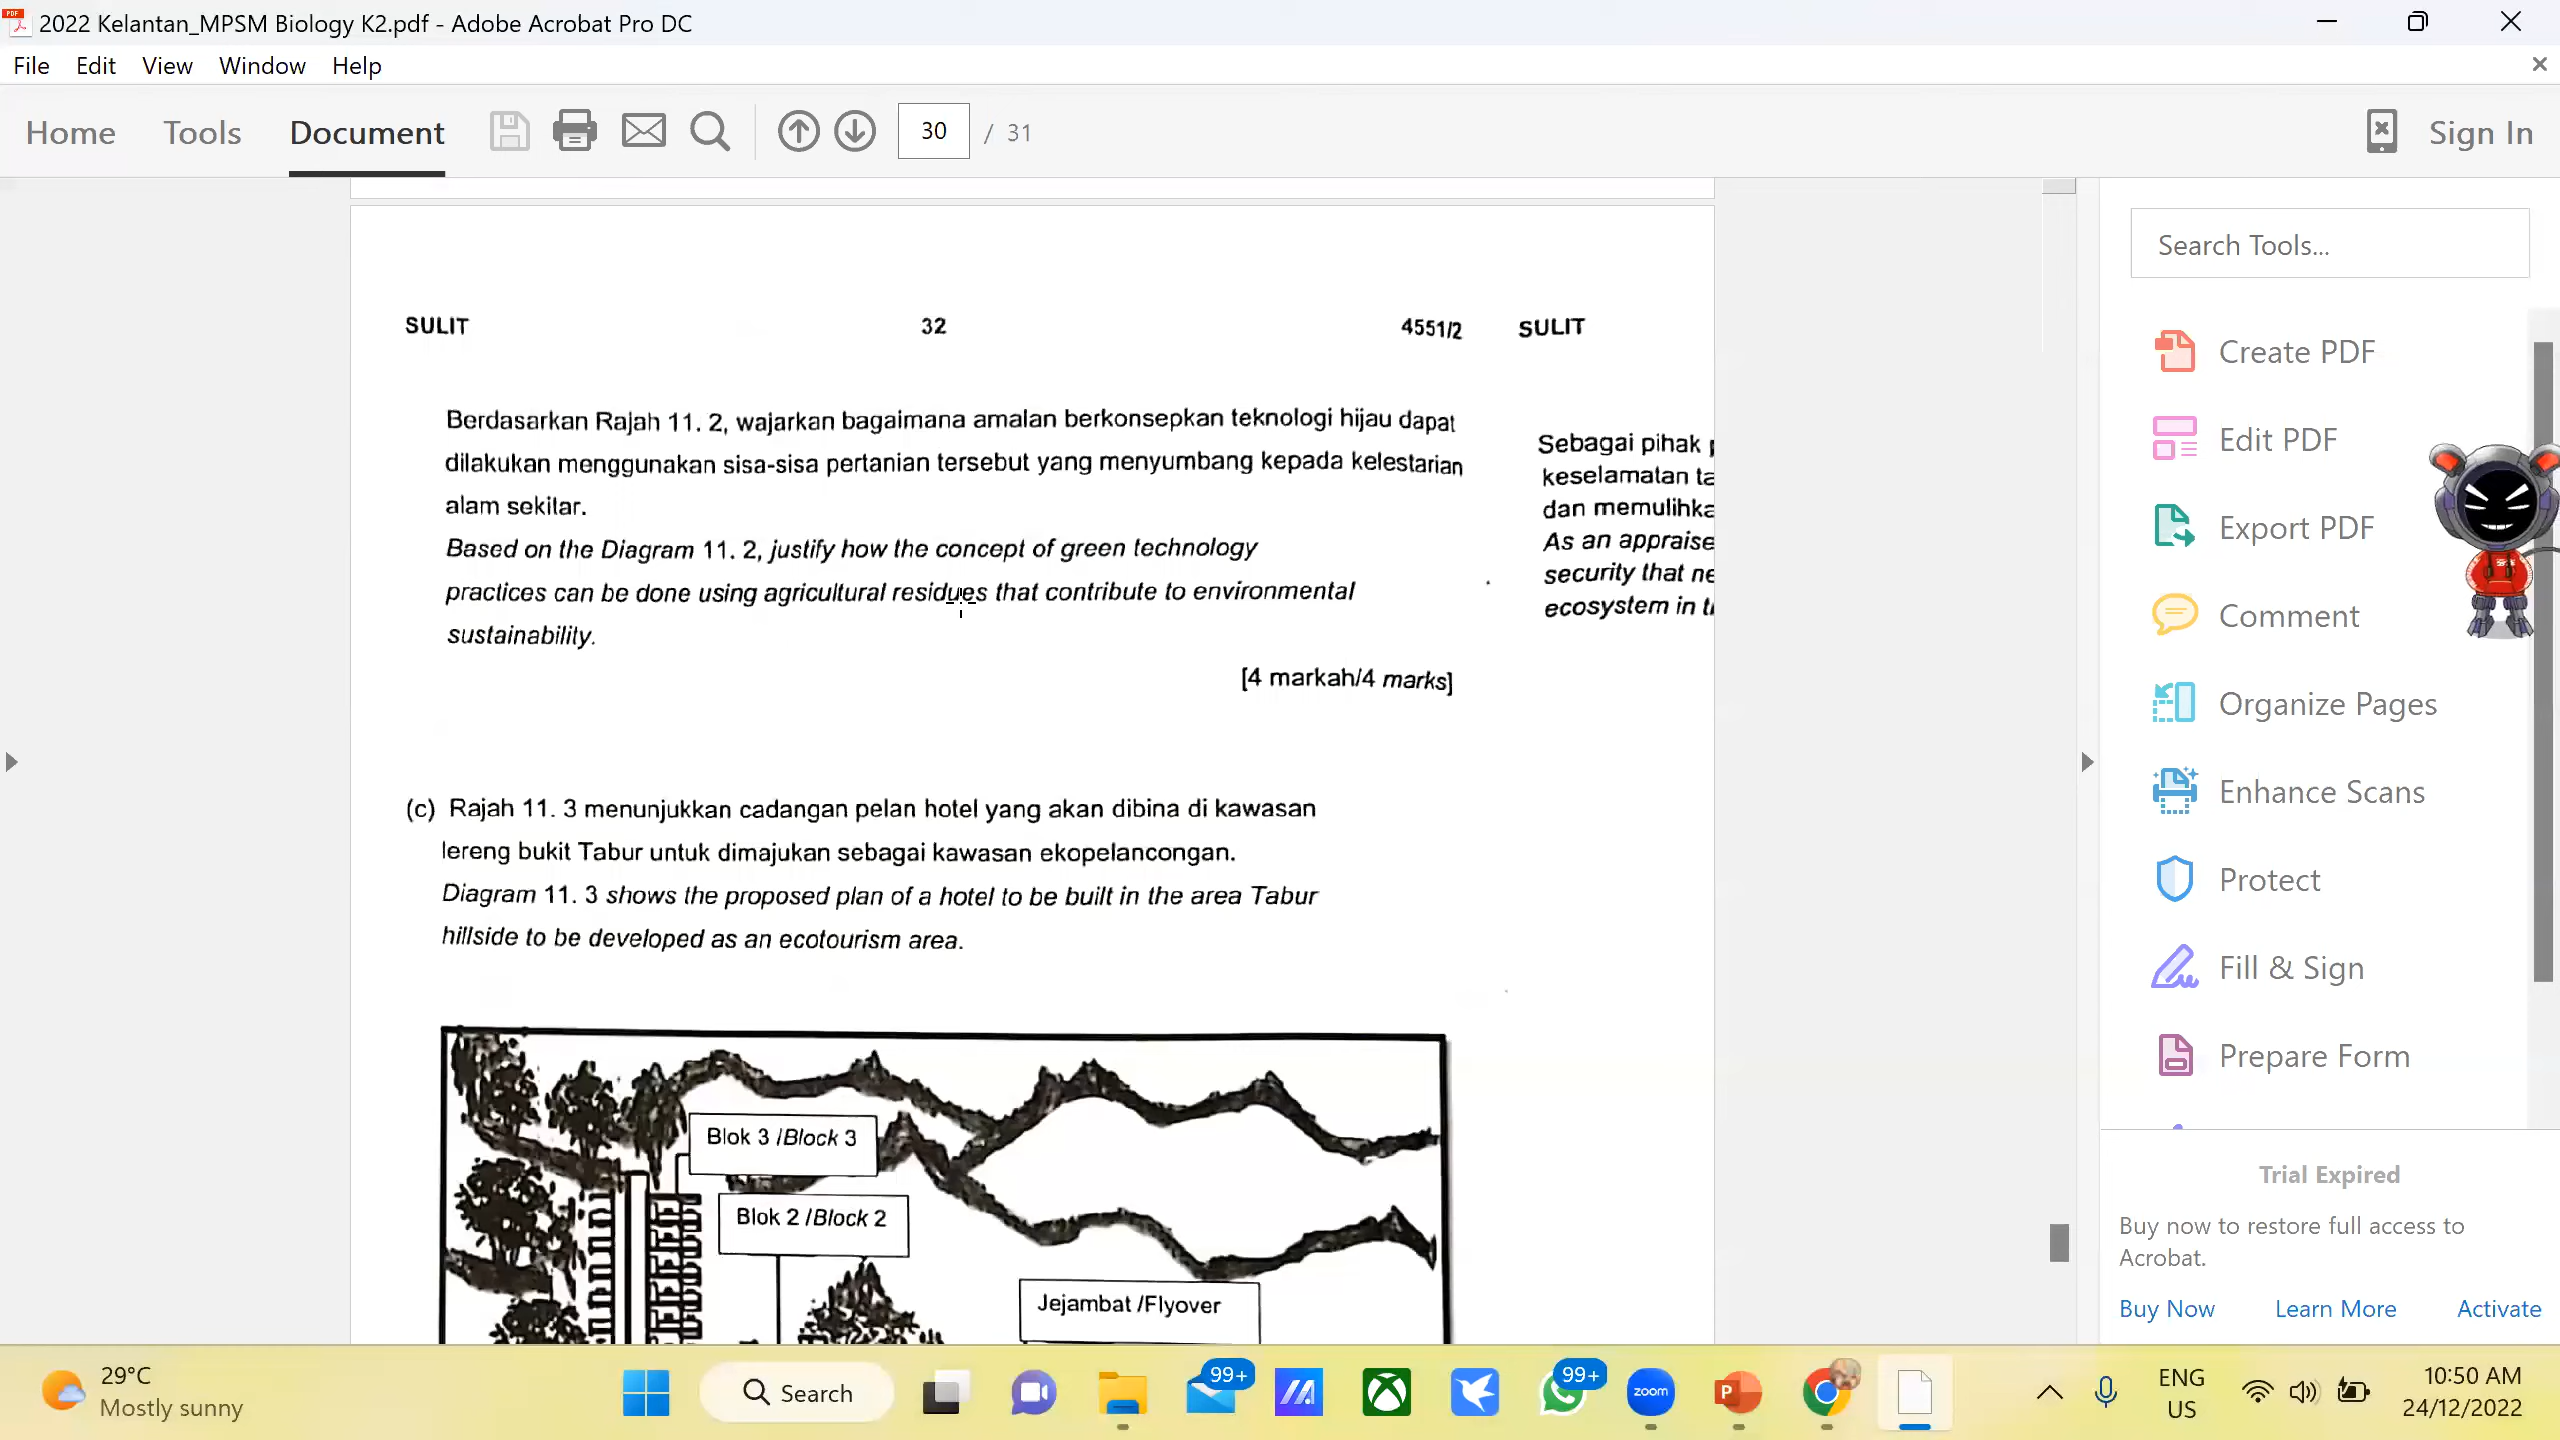 2022 Kelantan_MPSM Biology K2.pdf - Adobe Acrobat Pro DC
File Edit View Window Help
Home Tools Document 30 / 31 Sign In
SULIT 32 4551/2 SULIT
Berdasarkan Rajah 11. 2, wajarkan bagaimana amalan berkonsepkan teknologi hijau dapat
dilakukan menggunakan sisa-sisa pertanian tersebut yang menyumbang kepada kelestarian
alam sekitar.
Based on the Diagram 11. 2, justify how the concept of green technology
practices can be done using agricultural residues that contribute to environmental
sustainability.
[4 markah/4 marks]
Sebagai pihak
keselamatan ta
dan memulihka
As an appraise
security that ne
ecosystem in
(c) Rajah 11. 3 menunjukkan cadangan pelan hotel yang akan dibina di kawasan
lereng bukit Tabur untuk dimajukan sebagai kawasan ekopelancongan.
Diagram 11. 3 shows the proposed plan of a hotel to be built in the area Tabur
hillside to be developed as an ecotourism area.
Blok 3 /Block 3
Blok 2 /Block 2
Jejambat /Flyover
Search Tools...
Create PDF
Edit PDF
Export PDF
Comment
Organize Pages
Enhance Scans
Protect
Fill & Sign
Prepare Form
Trial Expired
Buy now to restore full access to
Acrobat.
Buy Now Learn More Activate
29°C
Mostly sunny
Search
99+
99+
zoom
ENG
US
10:50 AM
24/12/2022